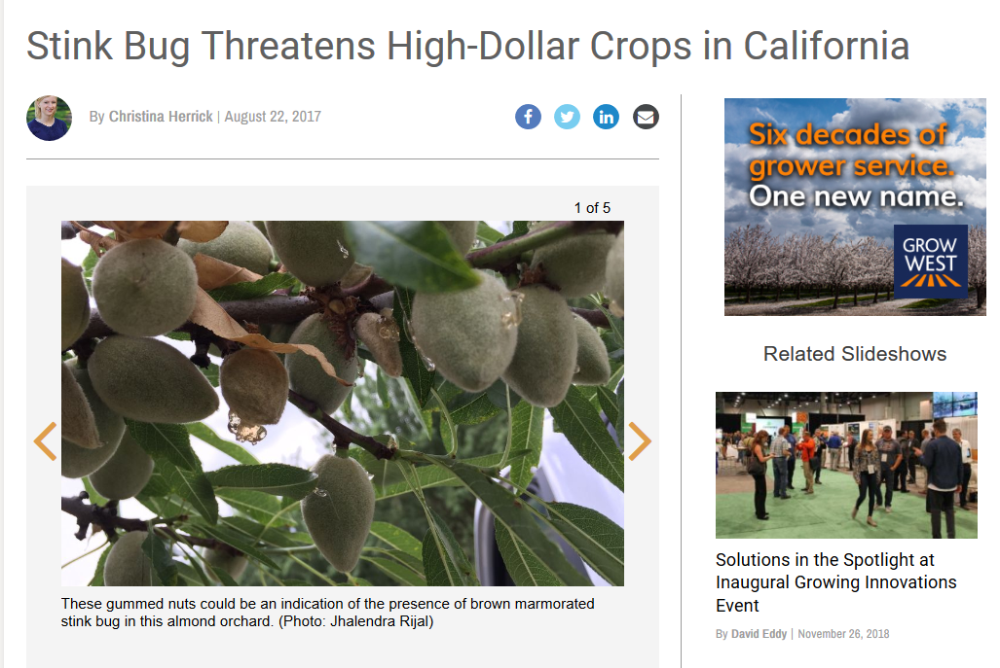 Stink Bug Threatens High-Dollar Crops in California
By Christina Herrick | August 22, 2017
1 of 5
These gummed nuts could be an indication of the presence of brown marmorated
stink bug in this almond orchard. (Photo: Jhalendra Rijal)
Six decades of
grower service.
One new name.
GROW
WEST
Related Slideshows
Solutions in the Spotlight at
Inaugural Growing Innovations
Event
By David Eddy | November 26, 2018